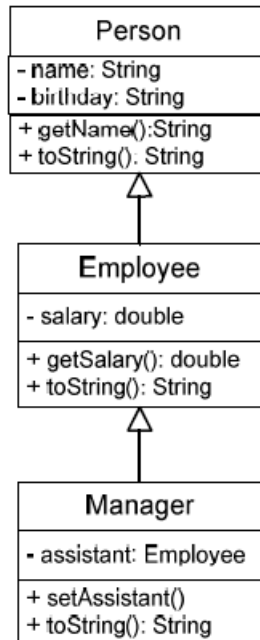 Person
- name: String
- birthday: String
+ getName():String
+ toString(): String
Employee
- salary: double
+ getSalary(): double
+ toString(): String
Manager
- assistant: Employee
+ setAssistant()
+ toString(): String